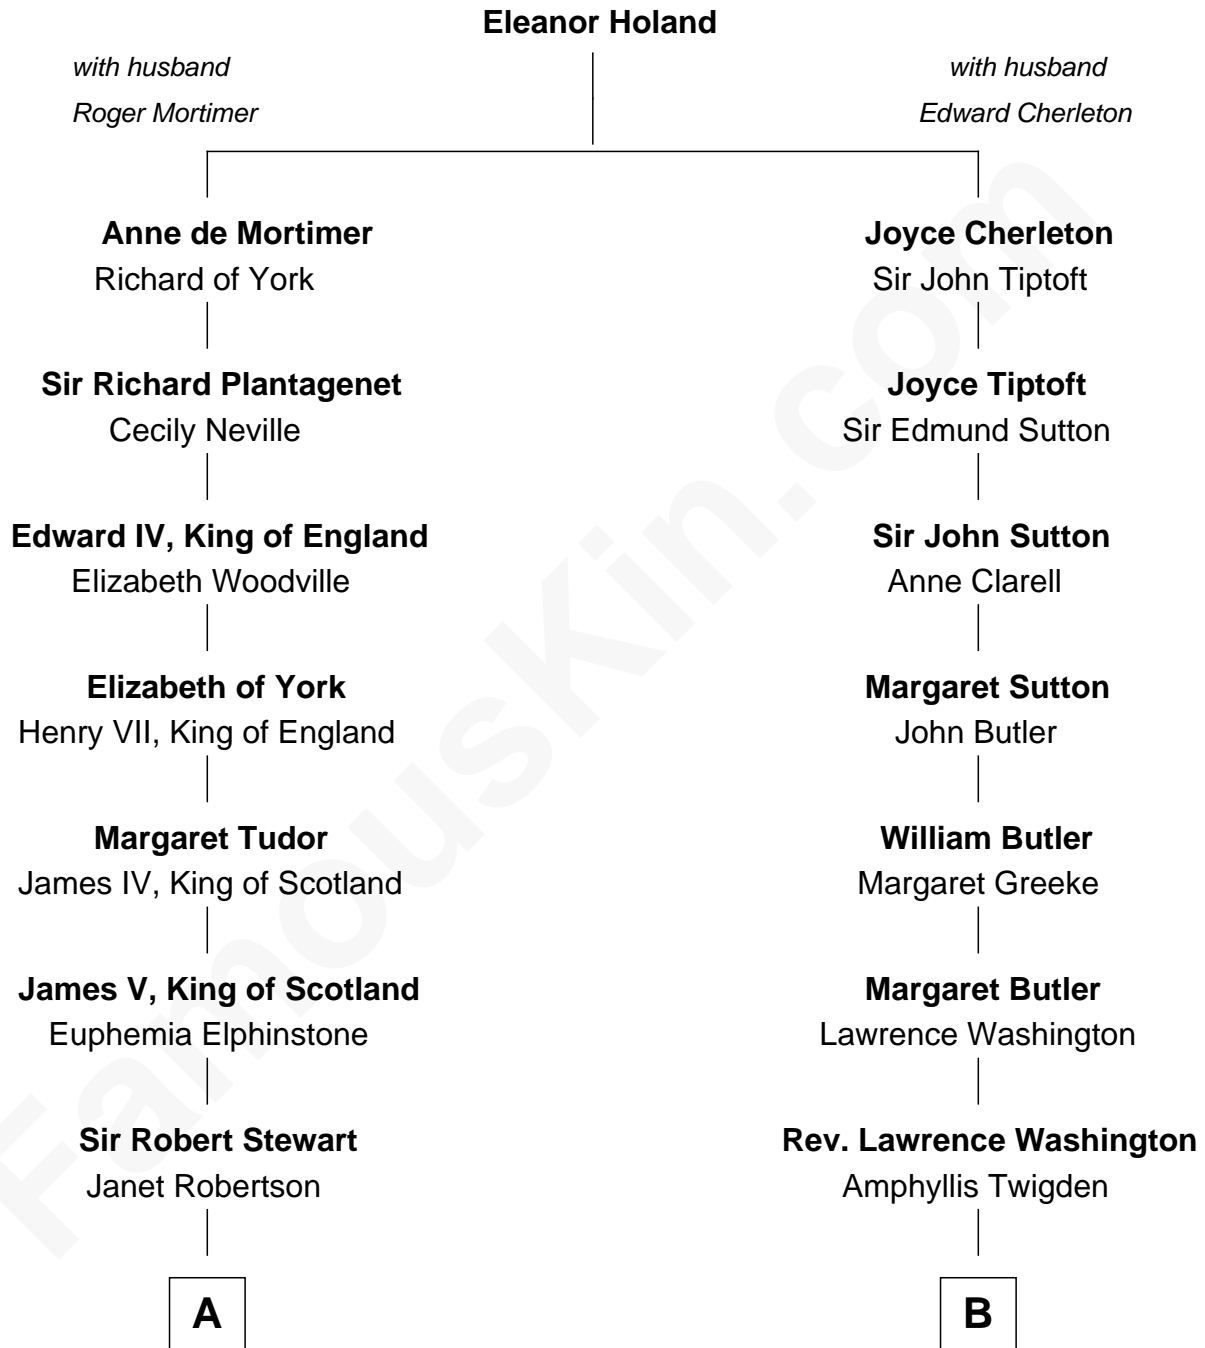 Eleanor Holand
with husband
Roger Mortimer
with husband
Edward Cherleton
Anne de Mortimer
Richard of York
Joyce Cherleton
Sir John Tiptoft
Sir Richard Plantagenet
Cecily Neville
Joyce Tiptoft
Sir Edmund Sutton
Edward IV, King of England
Elizabeth Woodville
Sir John Sutton
Anne Clarell
Elizabeth of York
Henry VII, King of England
Margaret Sutton
John Butler
Margaret Tudor
James IV, King of Scotland
William Butler
Margaret Greeke
James V, King of Scotland
Euphemia Elphinstone
Margaret Butler
Lawrence Washington
Sir Robert Stewart
Janet Robertson
Rev. Lawrence Washington
Amphyllis Twigden
A
B
FamousKin.com